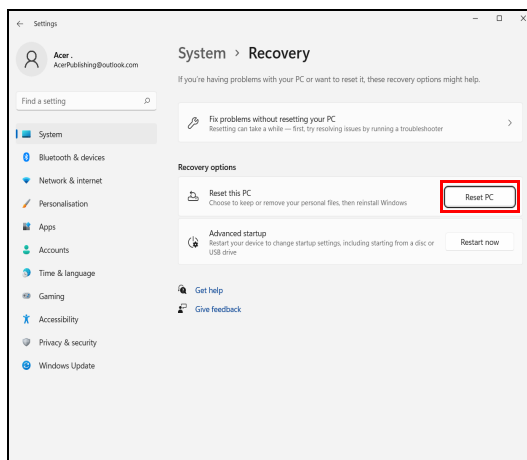 Settings
Acer .
AcerPublishing@outlook.com
Find a setting
System
Bluetooth & devices
Network & internet
Personalisation
Apps
Accounts
Time & language
Gaming
Accessibility
Privacy & security
Windows Update
System > Recovery
If you're having problems with your PC or want to reset it, these recovery options might help.
Fix problems without resetting your PC
Resetting can take a while — first, try resolving issues by running a troubleshooter
Recovery options
Reset this PC
Choose to keep or remove your personal files, then reinstall Windows
Reset PC
Advanced startup
Restart your device to change startup settings, including starting from a disc or
USB drive
Restart now
Get help
Give feedback